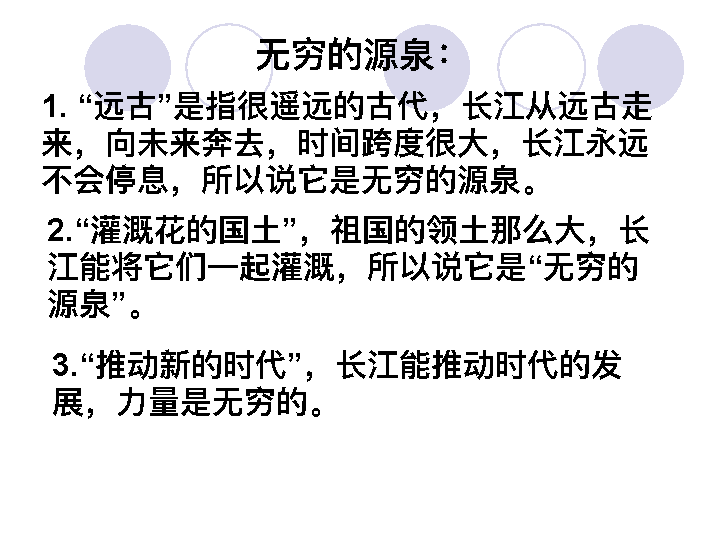 无穷的源泉：
1. “远古”是指很遥远的古代，长江从远古走
来，向未来奔去，时间跨度很大，长江永远
不会停息，所以说它是无穷的源泉。
2.“灌溉花的国土”，祖国的领土那么大，长
江能将它们一起灌溉，所以说它是“无穷的
源泉”。
3.“推动新的时代”，长江能推动时代的发
展，力量是无穷的。